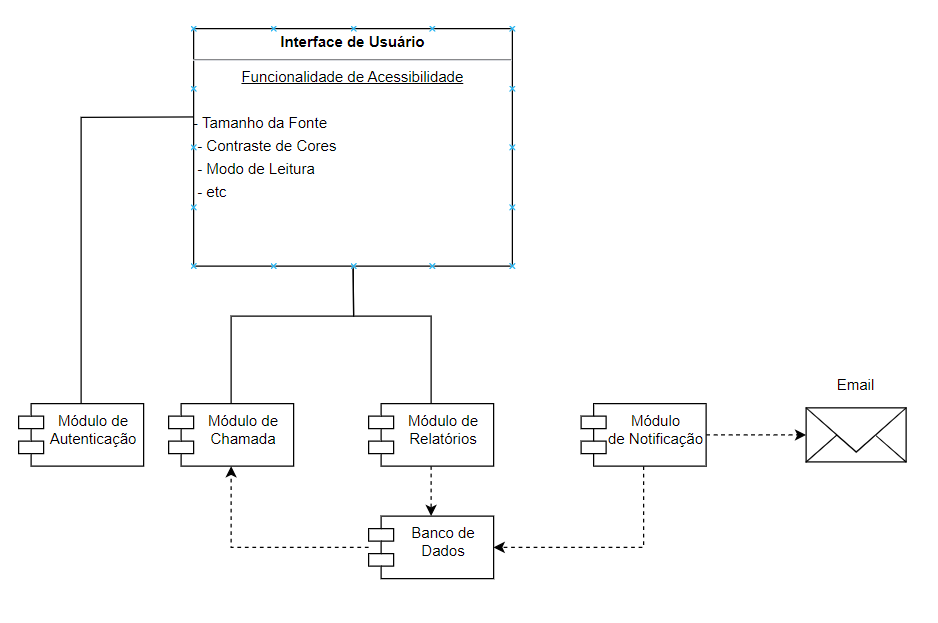 Interface de Usuário
Funcionalidade de Acessibilidade
- Tamanho da Fonte
- Contraste de Cores
- Modo de Leitura
- etc
Email
Módulo de
Autenticação
Módulo de
Chamada
Módulo de
Relatórios
Módulo
de Notificação
Banco de
Dados